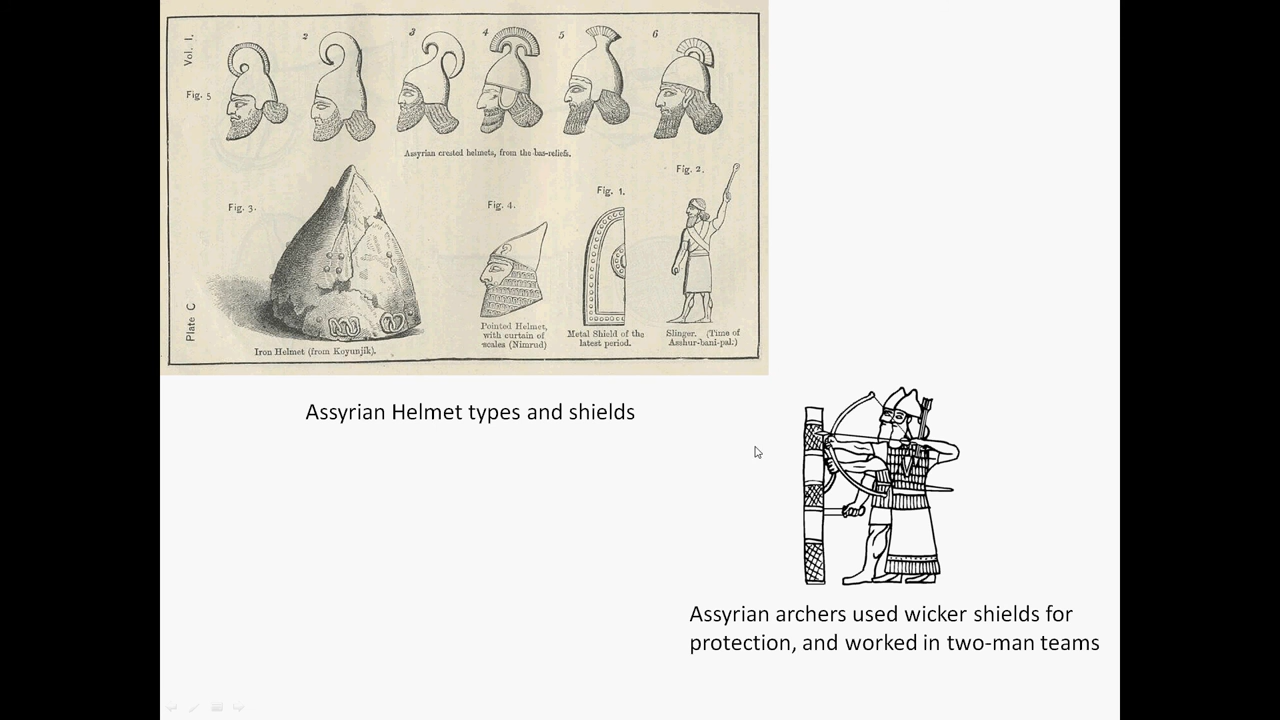 Vol. I.
Fig. 5
2
3
4
5
6
Assyrian crested helmets, from the bas-reliefs.
Fig. 3.
Fig. 4.
Fig. 1.
Fig. 2.
Plate C
Iron Helmet (from Koyunjik).
Pointed Helmet,
with curtain of
scales (Nimrud)
Metal Shield of the
latest period.
Slinger. (Time of
Asshur-bani-pal.)
Assyrian Helmet types and shields
Assyrian archers used wicker shields for
protection, and worked in two-man teams